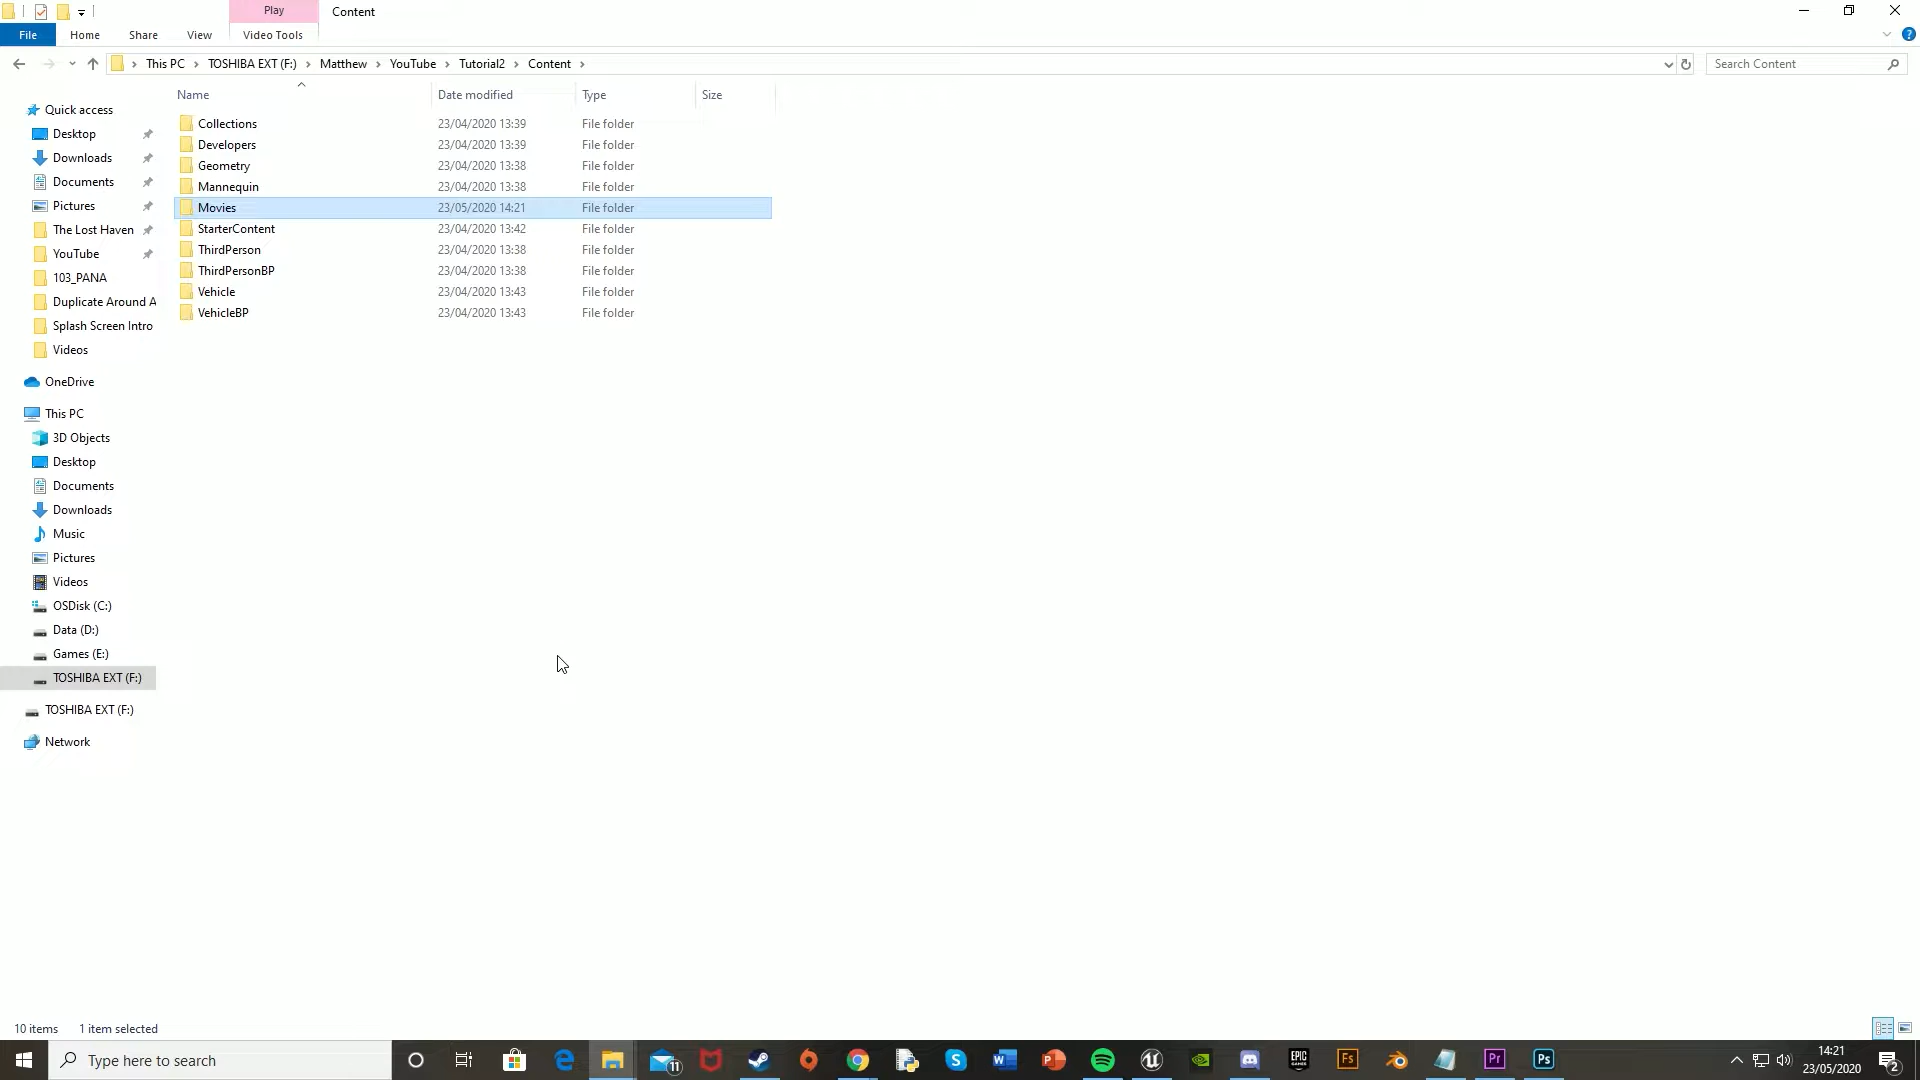 Play Content
File Home Share View Video Tools
This PC TOSHIBA EXT (F:) Matthew YouTube Tutorial2 Content Search Content
Name Date modified Type Size
Quick access
Desktop
Downloads
Documents
Pictures
The Lost Haven
YouTube
103_PANA
Duplicate Around A
Splash Screen Intro
Videos
OneDrive
This PC
3D Objects
Desktop
Documents
Downloads
Music
Pictures
Videos
OSDisk (C:)
Data (D:)
Games (E:)
TOSHIBA EXT (F:)
TOSHIBA EXT (F:)
Network
Collections 23/04/2020 13:39 File folder
Developers 23/04/2020 13:39 File folder
Geometry 23/04/2020 13:38 File folder
Mannequin 23/04/2020 13:38 File folder
Movies 23/05/2020 14:21 File folder
StarterContent 23/04/2020 13:42 File folder
ThirdPerson 23/04/2020 13:38 File folder
ThirdPersonBP 23/04/2020 13:38 File folder
Vehicle 23/04/2020 13:43 File folder
VehicleBP 23/04/2020 13:43 File folder
10 items 1 item selected
Type here to search
11
EPIC GAMES
Fs
Pr
Ps
14:21
23/05/2020
2